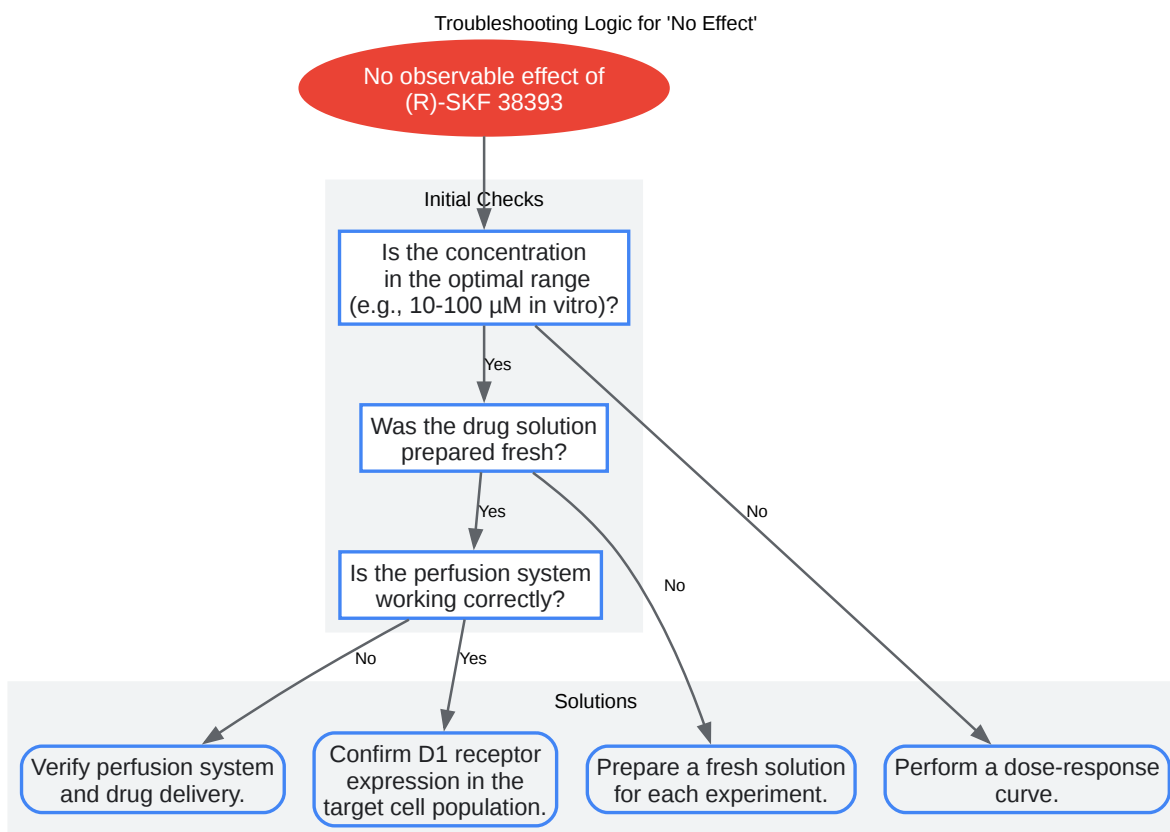 Troubleshooting Logic for 'No Effect'
No observable effect of
(R)-SKF 38393
Initial Checks
Is the concentration
in the optimal range
(e.g., 10-100 µM in vitro)?
Yes
Was the drug solution
prepared fresh?
Yes
No
Is the perfusion system
working correctly?
No
No
Yes
Solutions
Verify perfusion system
and drug delivery.
Confirm D1 receptor
expression in the
target cell population.
Prepare a fresh solution
for each experiment.
Perform a dose-response
curve.